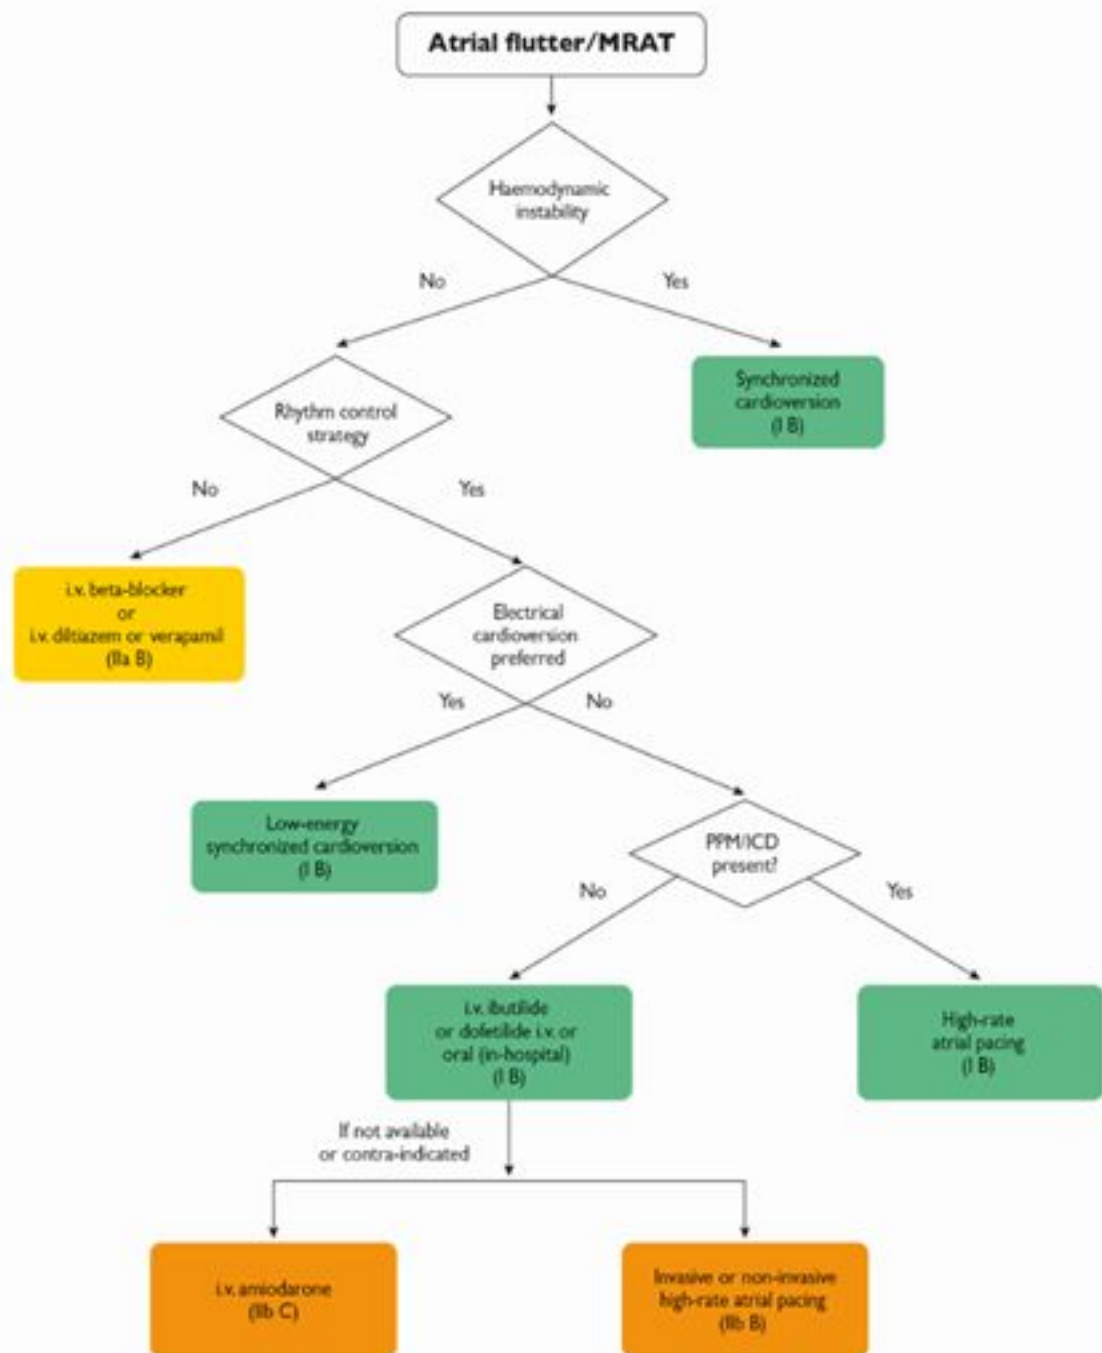 Atrial flutter/MRAT
Haemodynamic
instability
No
Yes
Synchronized
cardioversion
(I B)
Rhythm control
strategy
No
Yes
i.v. beta-blocker
or
i.v. diltiazem or verapamil
(IIa B)
Electrical
cardioversion
preferred
Yes
No
Low-energy
synchronized cardioversion
(I B)
PPM/ICD
present?
No
Yes
i.v. ibutilide
or dofetilide i.v. or
oral (in-hospital)
(I B)
High-rate
atrial pacing
(I B)
If not available
or contra-indicated
i.v. amiodarone
(IIb C)
Invasive or non-invasive
high-rate atrial pacing
(IIb B)